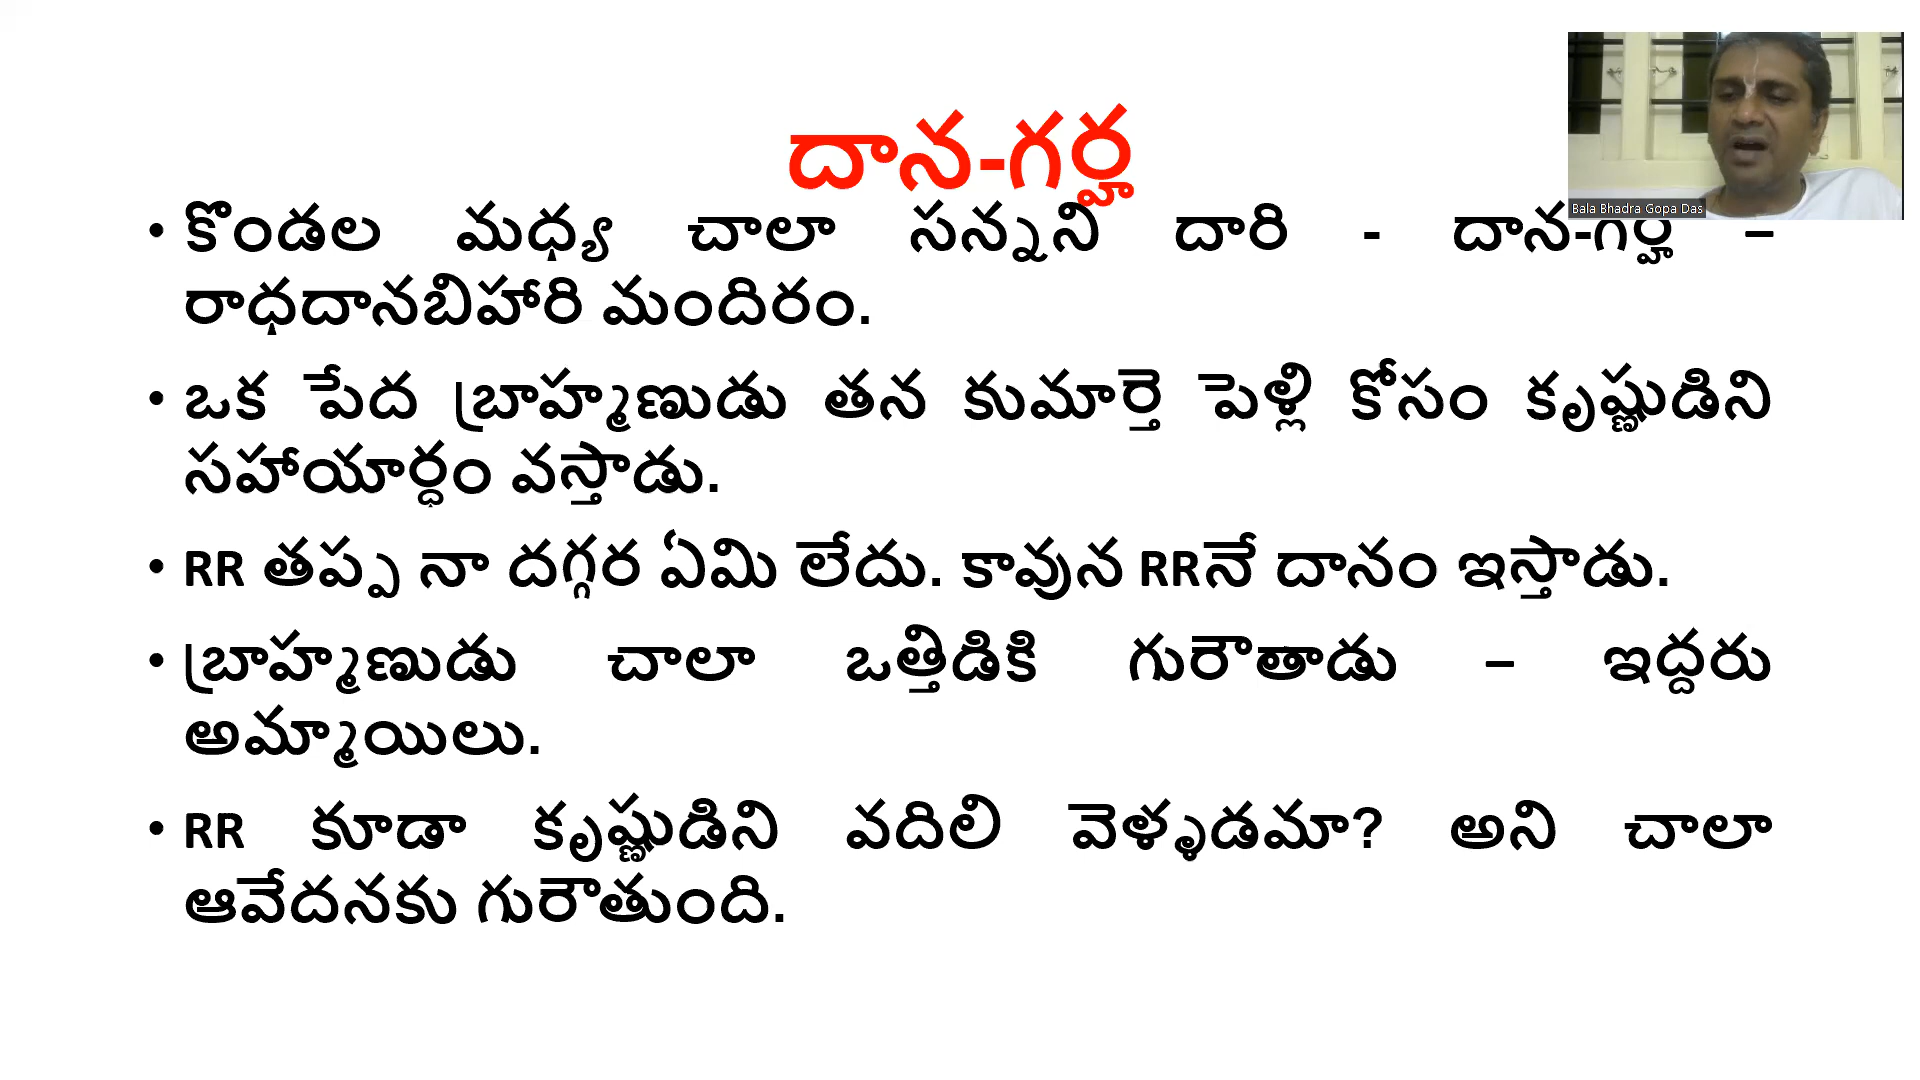 దాన-గర్హ
Bala Bhadra Gopa Das
• కొండల మధ్య చాలా సన్నని దారి - దాన-గర్హ –
రాధదానబిహారి మందిరం.
• ఒక పేద బ్రాహ్మణుడు తన కుమార్తె పెళ్లి కోసం కృష్ణుడిని
సహాయార్ధం వస్తాడు.
• RR తప్ప నా దగ్గర ఏమి లేదు. కావున RRనే దానం ఇస్తాడు.
• బ్రాహ్మణుడు చాలా ఒత్తిడికి గురౌతాడు – ఇద్దరు
అమ్మాయిలు.
• RR కూడా కృష్ణుడిని వదిలి వెళ్ళడమా? అని చాలా
ఆవేదనకు గురౌతుంది.